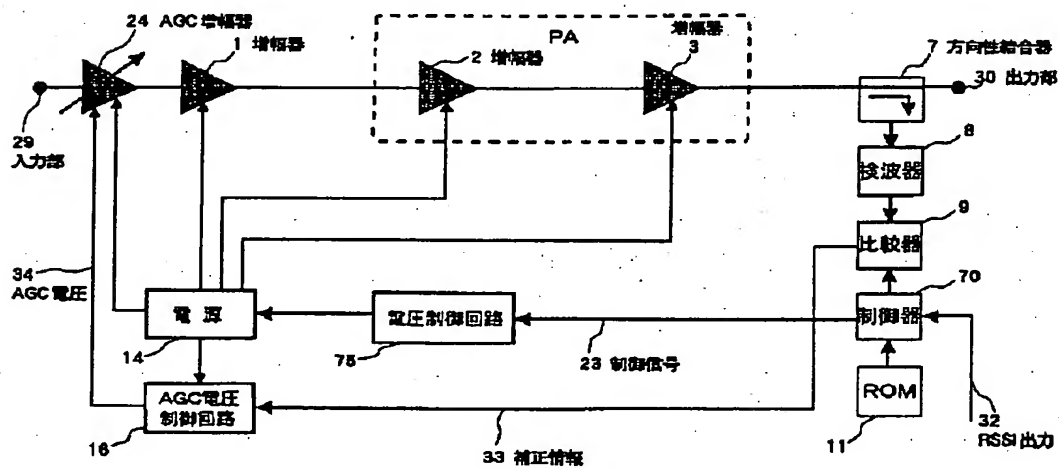 24 AGC 増幅器
1 増幅器
PA
2 増幅器
増幅器
3
7 方向性結合器
30 出力部
29
入力部
8
検波器
9
比較器
34
AGC 電圧
70
電 源
電圧制御回路
制御器
14
75
23 制御信号
AGC電圧
制御回路
ROM
16
33 補正情報
11
32
RSSI 出力